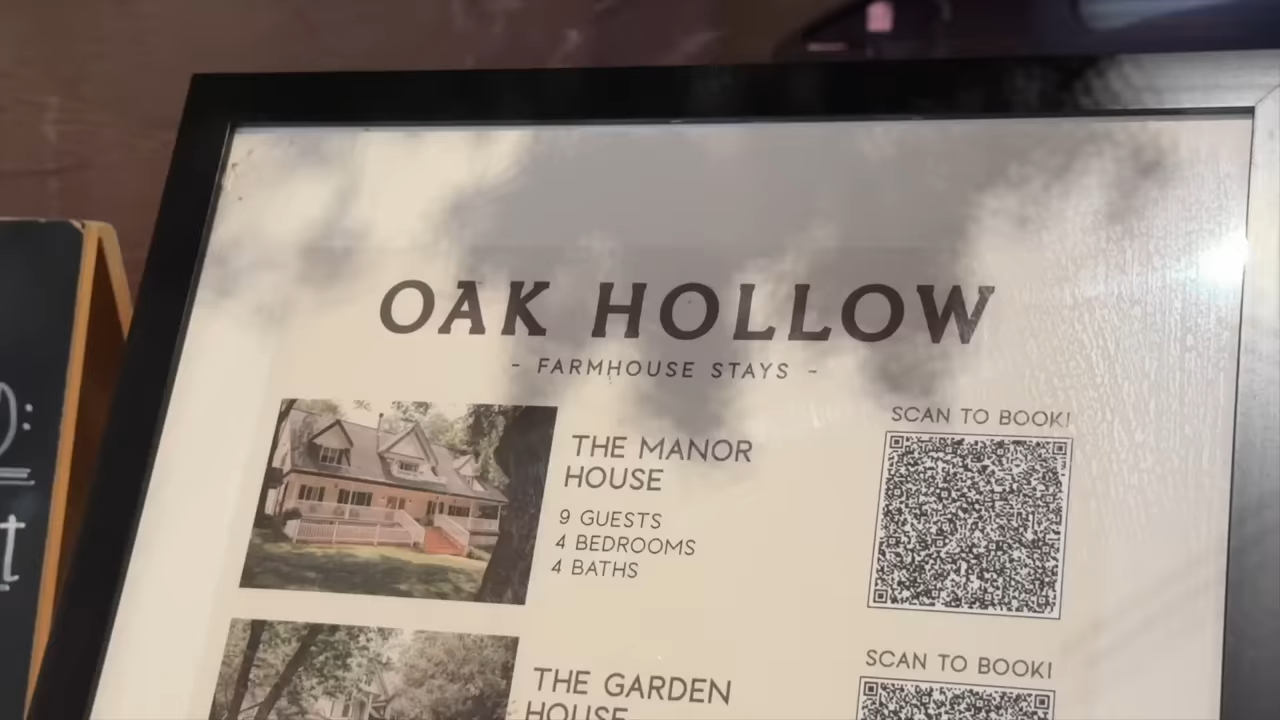 OAK HOLLOW
- FARMHOUSE STAYS -
THE MANOR
HOUSE
9 GUESTS
4 BEDROOMS
4 BATHS
SCAN TO BOOK!
THE GARDEN
HOUSE
SCAN TO BOOK!